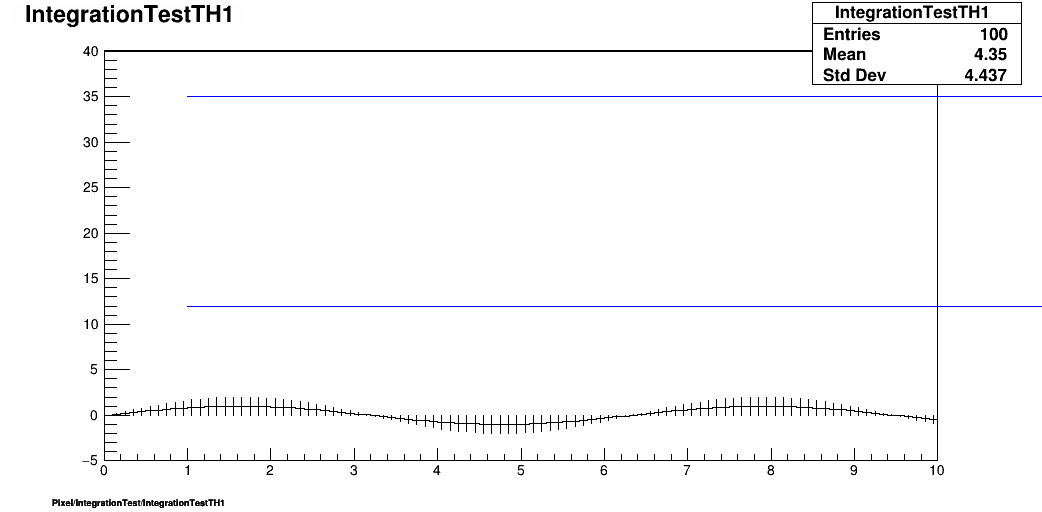 IntegrationTestTH1
IntegrationTestTH1
Entries 100
Mean 4.35
Std Dev 4.437
40
35
30
25
20
15
10
5
0
−5
0 1 2 3 4 5 6 7 8 9 10
Pixel/IntegrationTest/IntegrationTestTH1